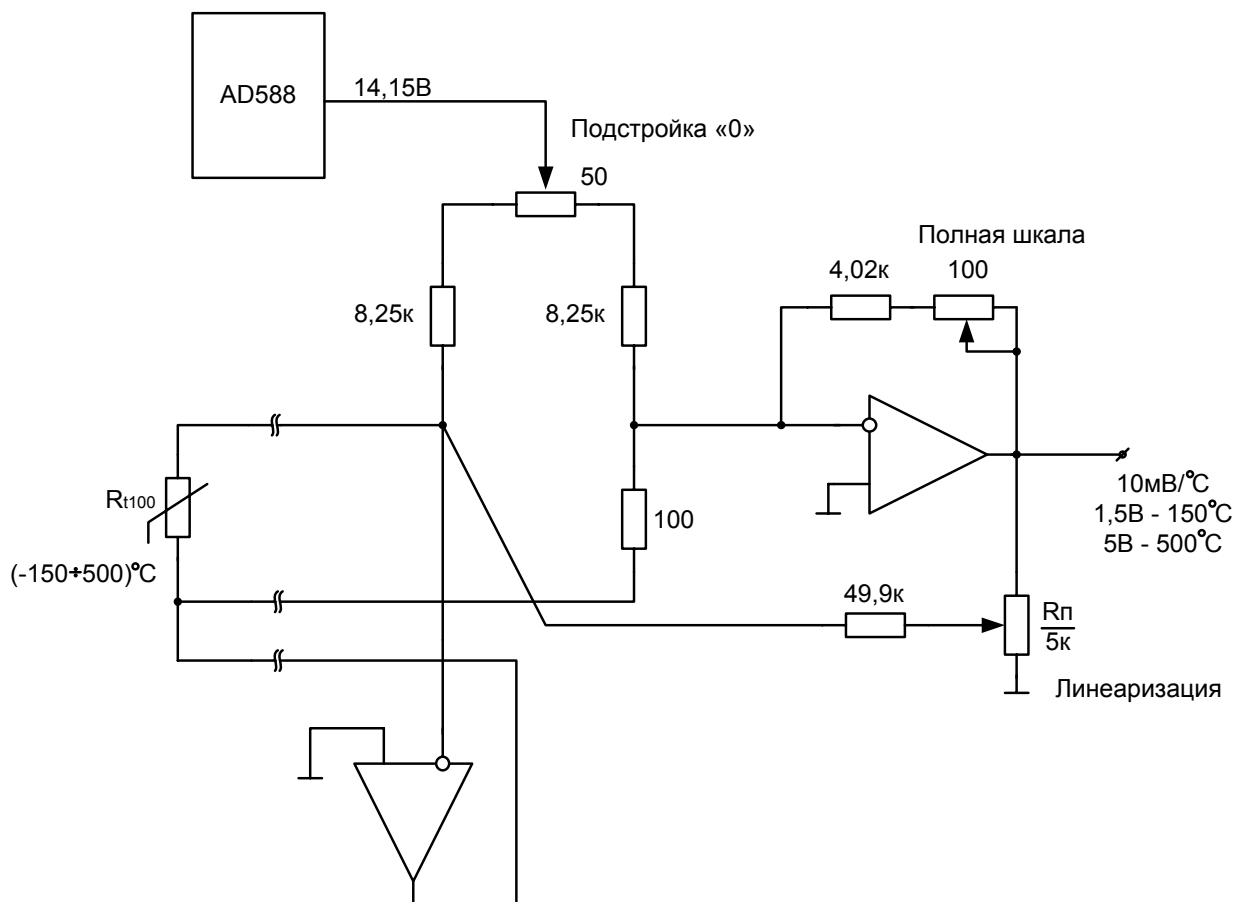 AD588
14,15В
Подстройка «0»
50
Полная шкала
4,02к
100
8,25к
8,25к
Rt100
(-150÷500)°C
100
10мВ/°C
1,5В - 150°C
5В - 500°C
49,9к
Rп
5к
Линеаризация